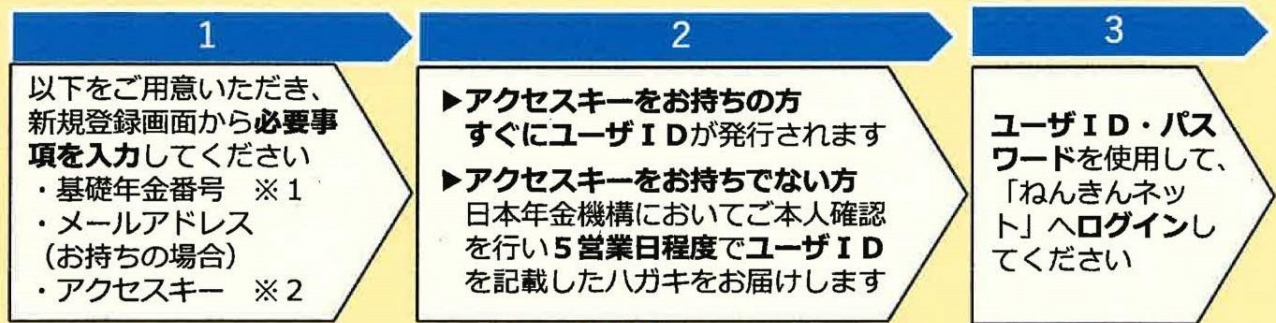 1
以下をご用意いただき、
新規登録画面から必要事
項を入力してください
・基礎年金番号　※1
・メールアドレス
（お持ちの場合）
・アクセスキー　※2
2
▶アクセスキーをお持ちの方
すぐにユーザＩＤが発行されます
▶アクセスキーをお持ちでない方
日本年金機構においてご本人確認
を行い５営業日程度でユーザＩＤ
を記載したハガキをお届けします
3
ユーザＩＤ・パス
ワードを使用して、
「ねんきんネッ
ト」へログインし
てください